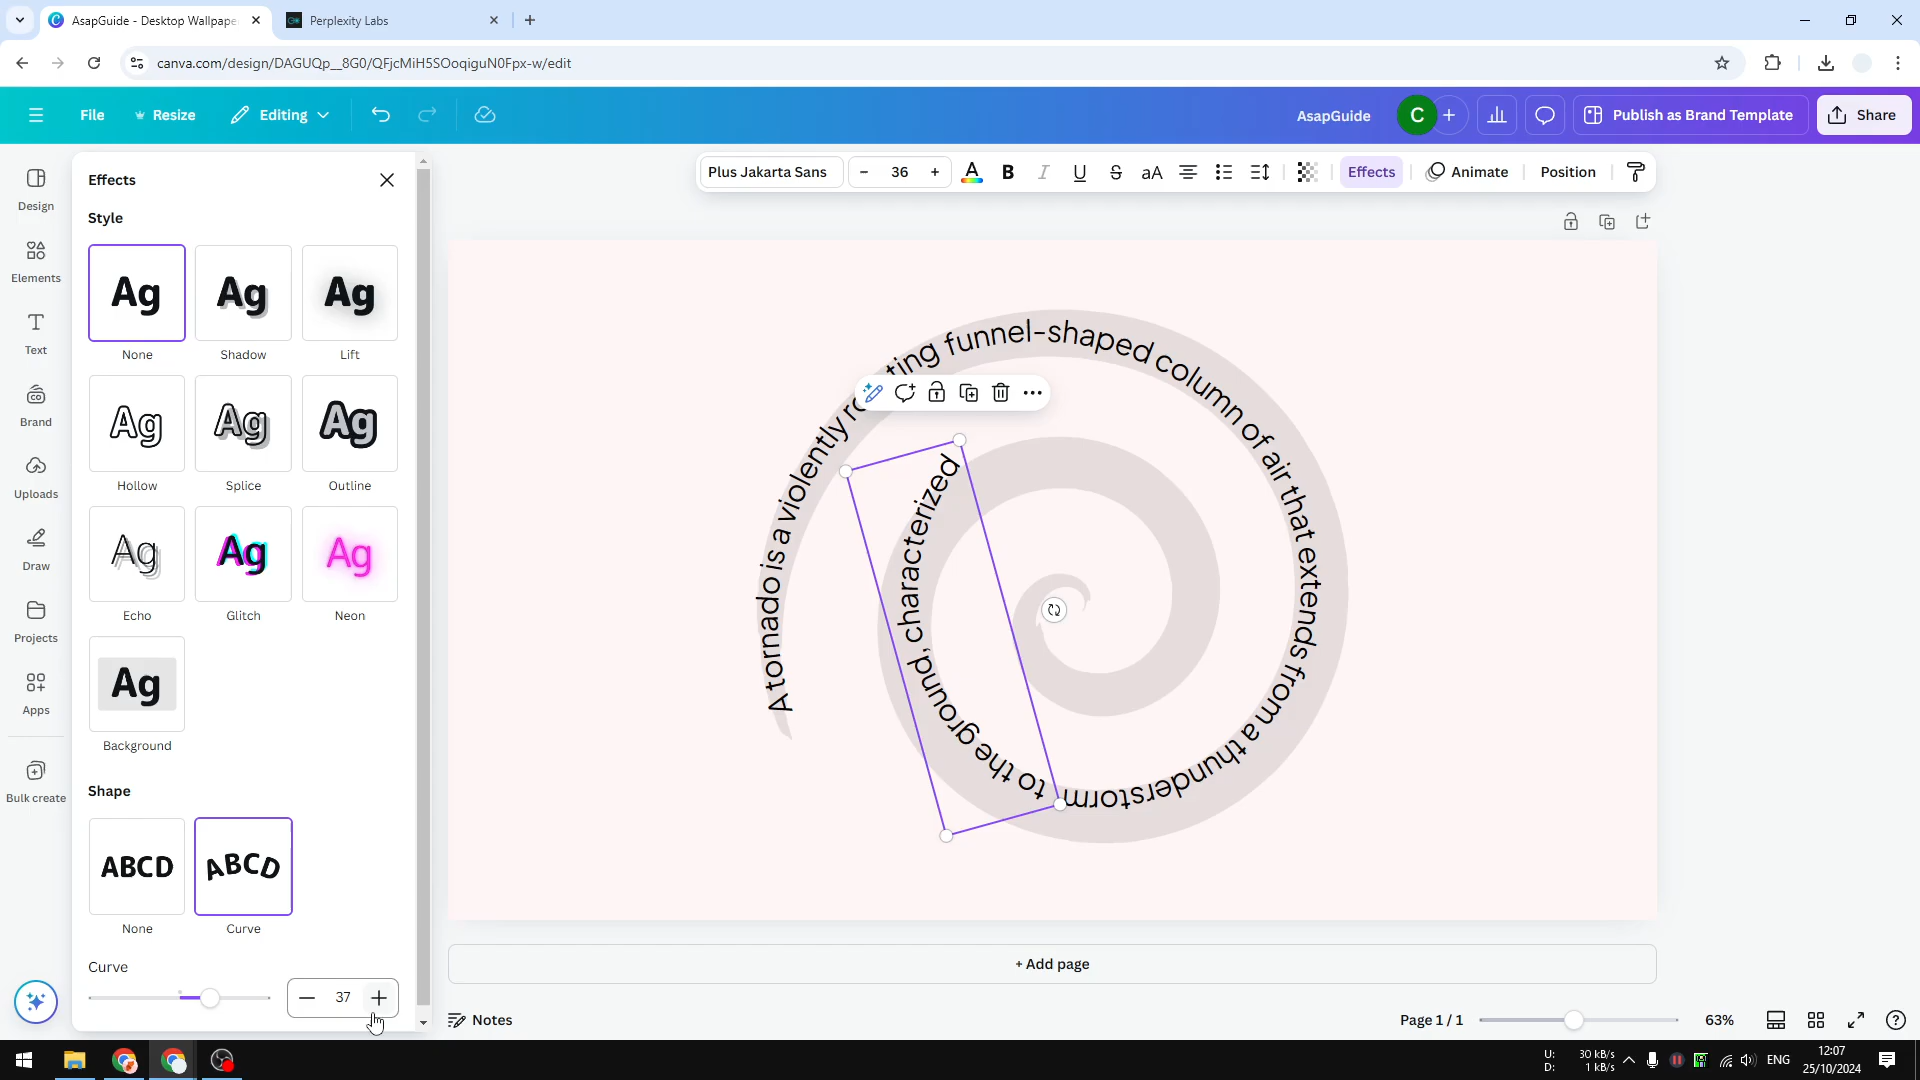 AsapGuide - Desktop Wallpape
Perplexity Labs
canva.com/design/DAGUQp__8G0/QFjcMiH5SOoqiguN0Fpx-w/edit
File
Resize
Editing
AsapGuide
C
Publish as Brand Template
Share
Design
Elements
Text
Brand
Uploads
Draw
Projects
Apps
Bulk create
Effects
Style
Ag
Ag
Ag
None
Shadow
Lift
Ag
Ag
Ag
Hollow
Splice
Outline
Ag
Ag
Ag
Echo
Glitch
Neon
Ag
Background
Shape
ABCD
ABCD
None
Curve
Curve
37
Plus Jakarta Sans
36
A
B
I
U
S
aA
Effects
Animate
Position
A tornado is a violently r
ting funnel-shaped column of air that extends from a thunderstorm
to the ground, characterized
+ Add page
Notes
Page 1 / 1
63%
U:
30 kB/s
D:
1 kB/s
ENG
12:07
25/10/2024